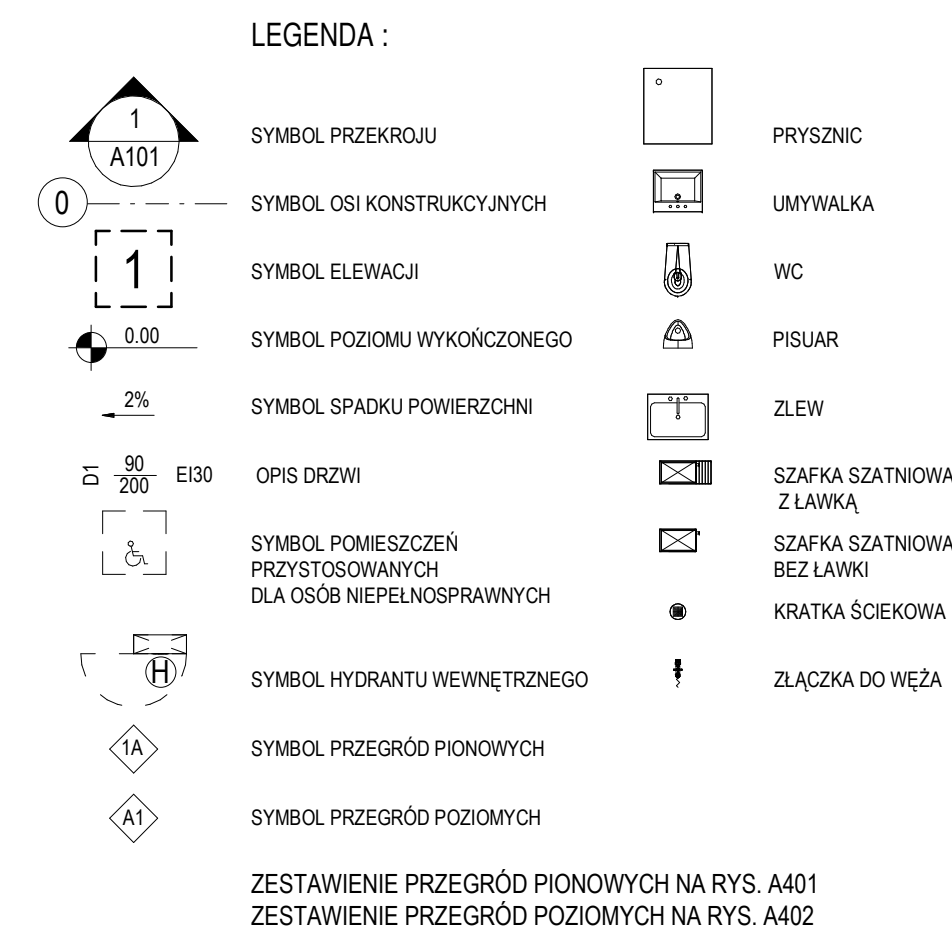 LEGENDA :
1
A101
SYMBOL PRZEKROJU
0
SYMBOL OSI KONSTRUKCYJNYCH
1
SYMBOL ELEWACJI
0.00
SYMBOL POZIOMU WYKOŃCZONEGO
2%
SYMBOL SPADKU POWIERZCHNI
D1 90 EI30
200
OPIS DRZWI
SYMBOL POMIESZCZEŃ
PRZYSTOSOWANYCH
DLA OSÓB NIEPEŁNOSPRAWNYCH
H
SYMBOL HYDRANTU WEWNĘTRZNEGO
1A
SYMBOL PRZEGRÓD PIONOWYCH
A1
SYMBOL PRZEGRÓD POZIOMYCH
PRYSZNIC
UMYWALKA
WC
PISUAR
ZLEW
SZAFKA SZATNIOWA
Z ŁAWKĄ
SZAFKA SZATNIOWA
BEZ ŁAWKI
KRATKA ŚCIEKOWA
ZŁĄCZKA DO WĘŻA
ZESTAWIENIE PRZEGRÓD PIONOWYCH NA RYS. A401
ZESTAWIENIE PRZEGRÓD POZIOMYCH NA RYS. A402